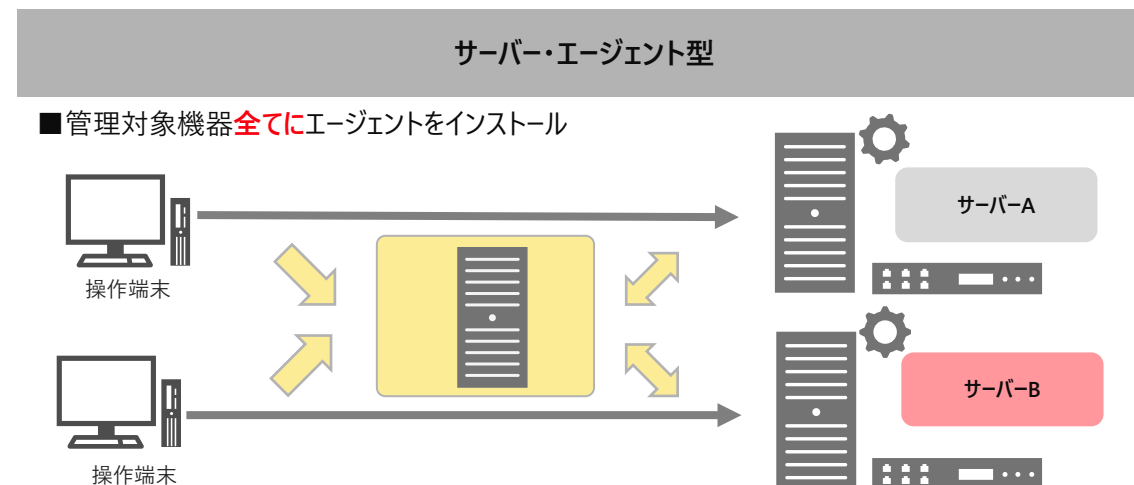 サーバー・エージェント型
■管理対象機器全てにエージェントをインストール
サーバーA
操作端末
サーバーB
操作端末